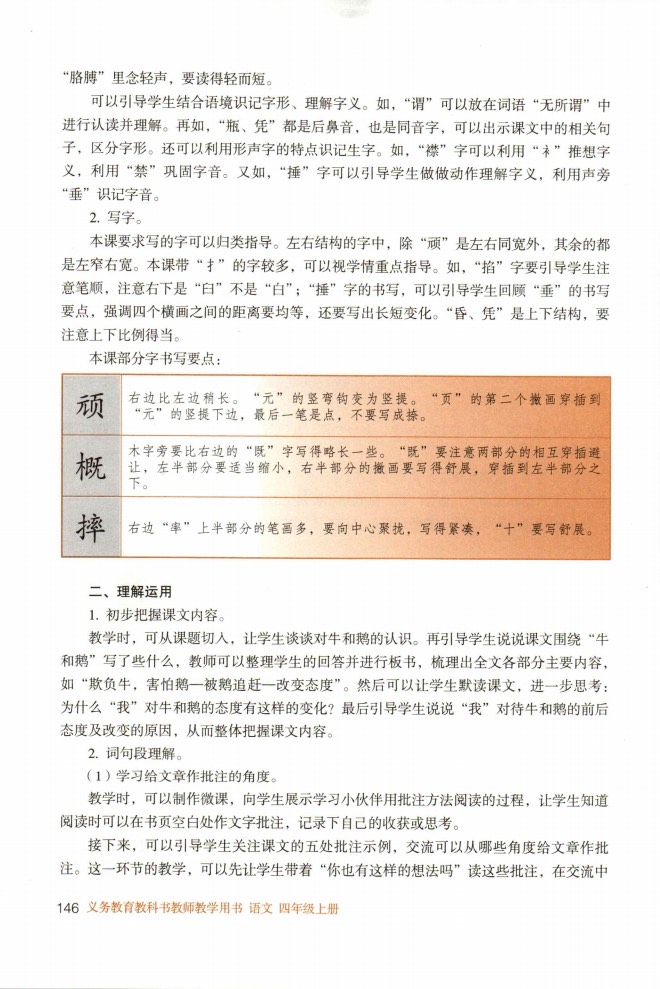 “胳膊”里念轻声，要读得轻而短。
可以引导学生结合语境识记字形、理解字义。如，“谓”可以放在词语“无所谓”中
进行认读并理解。再如，“瓶、凭”都是后鼻音，也是同音字，可以出示课文中的相关句
子，区分字形。还可以利用形声字的特点识记生字。如，“襟”字可以利用“衤”推想字
义，利用“禁”巩固字音。又如，“捶”字可以引导学生做做动作理解字义，利用声旁
“垂”识记字音。
2. 写字。
本课要求写的字可以归类指导。左右结构的字中，除“顽”是左右同宽外，其余的都
是左窄右宽。本课带“扌”的字较多，可以视学情重点指导。如，“掐”字要引导学生注
意笔顺，注意右下是“臼”不是“白”；“捶”字的书写，可以引导学生回顾“垂”的书写
要点，强调四个横画之间的距离要均等，还要写出长短变化。“昏、凭”是上下结构，要
注意上下比例得当。
本课部分字书写要点：
顽
右边比左边稍长。“元”的竖弯钩变为竖提。“页”的第二个撇画穿插到
“元”的竖提下边，最后一笔是点，不要写成捺。
概
木字旁要比右边的“既”字写得略长一些。“既”要注意两部分的相互穿插避
让，左半部分要适当缩小，右半部分的撇画要写得舒展，穿插到左半部分之
下。
摔
右边“率”上半部分的笔画多，要向中心聚拢，写得紧凑，“十”要写舒展。
二、理解运用
1. 初步把握课文内容。
教学时，可从课题切入，让学生谈谈对牛和鹅的认识。再引导学生说说课文围绕“牛
和鹅”写了些什么，教师可以整理学生的回答并进行板书，梳理出全文各部分主要内容，
如“欺负牛，害怕鹅—被鹅追赶—改变态度”。然后可以让学生默读课文，进一步思考：
为什么“我”对牛和鹅的态度有这样的变化？最后引导学生说说“我”对待牛和鹅的前后
态度及改变的原因，从而整体把握课文内容。
2. 词句段理解。
（1）学习给文章作批注的角度。
教学时，可以制作微课，向学生展示学习小伙伴用批注方法阅读的过程，让学生知道
阅读时可以在书页空白处作文字批注，记录下自己的收获或思考。
接下来，可以引导学生关注课文的五处批注示例，交流可以从哪些角度给文章作批
注。这一环节的教学，可以先让学生带着“你也有这样的想法吗”读这些批注，在交流中
146 义务教育教科书教师教学用书 语文 四年级上册